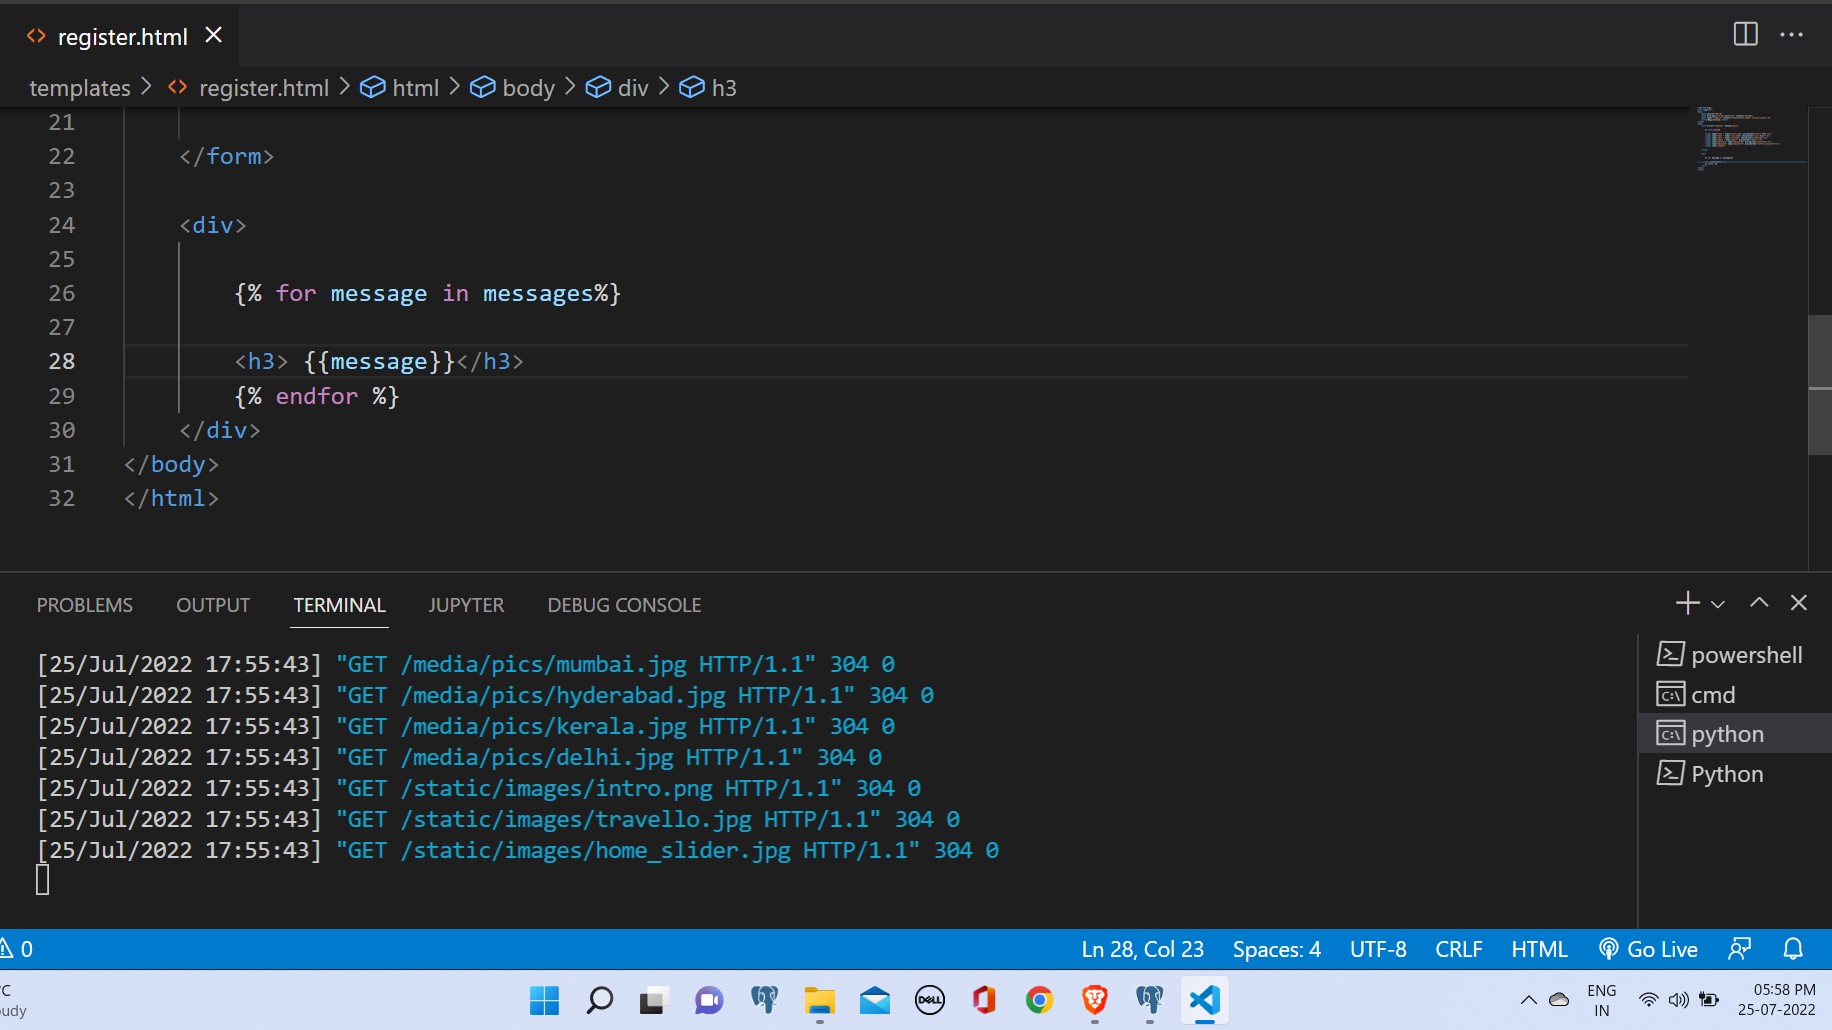 register.html
templates > register.html > html > body > div > h3
21
22 </form>
23
24 <div>
25
26 {% for message in messages%}
27
28 <h3> {{message}}</h3>
29 {% endfor %}
30 </div>
31 </body>
32 </html>
PROBLEMS OUTPUT TERMINAL JUPYTER DEBUG CONSOLE
[25/Jul/2022 17:55:43] "GET /media/pics/mumbai.jpg HTTP/1.1" 304 0
[25/Jul/2022 17:55:43] "GET /media/pics/hyderabad.jpg HTTP/1.1" 304 0
[25/Jul/2022 17:55:43] "GET /media/pics/kerala.jpg HTTP/1.1" 304 0
[25/Jul/2022 17:55:43] "GET /media/pics/delhi.jpg HTTP/1.1" 304 0
[25/Jul/2022 17:55:43] "GET /static/images/intro.png HTTP/1.1" 304 0
[25/Jul/2022 17:55:43] "GET /static/images/travello.jpg HTTP/1.1" 304 0
[25/Jul/2022 17:55:43] "GET /static/images/home_slider.jpg HTTP/1.1" 304 0
powershell
cmd
python
Python
0 Ln 28, Col 23 Spaces: 4 UTF-8 CRLF HTML Go Live
DELL
ENG
IN
05:58 PM
25-07-2022